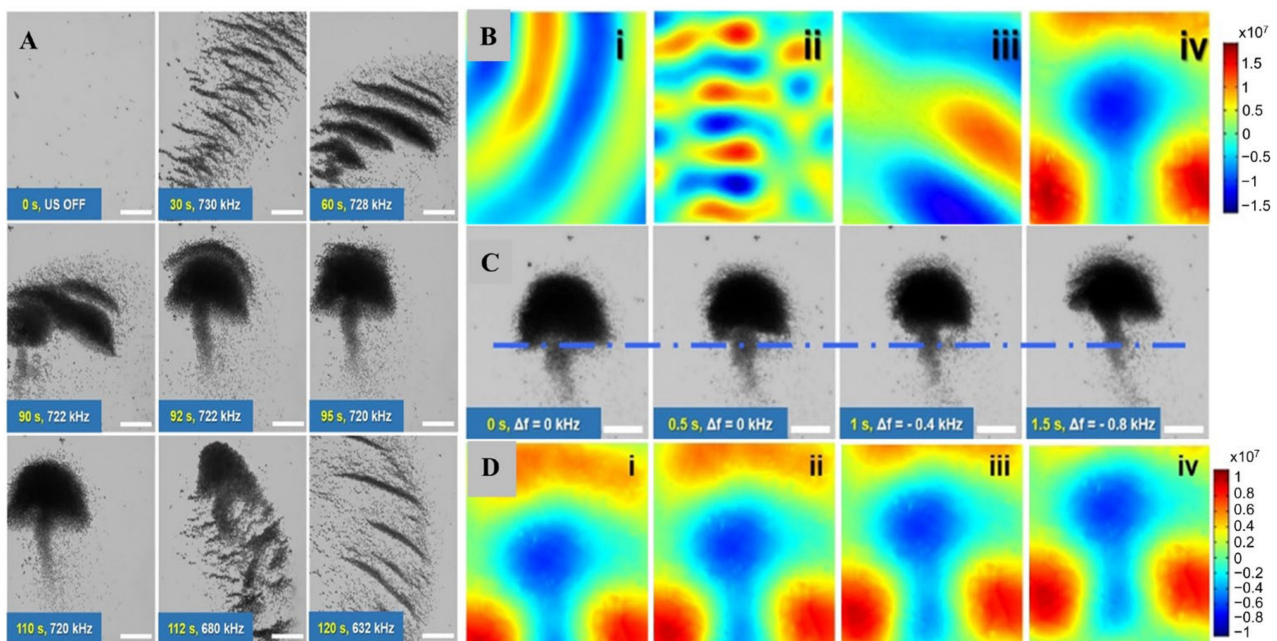 A
0 s, US OFF
30 s, 730 kHz
60 s, 728 kHz
90 s, 722 kHz
92 s, 722 kHz
95 s, 720 kHz
110 s, 720 kHz
112 s, 680 kHz
120 s, 632 kHz
B
i
ii
iii
iv
×10⁷
1.5
1
0.5
0
−0.5
−1
−1.5
C
0 s, Δf = 0 kHz
0.5 s, Δf = 0 kHz
1 s, Δf = - 0.4 kHz
1.5 s, Δf = - 0.8 kHz
D
i
ii
iii
iv
×10⁷
1
0.8
0.6
0.4
0.2
0
−0.2
−0.4
−0.6
−0.8
−1